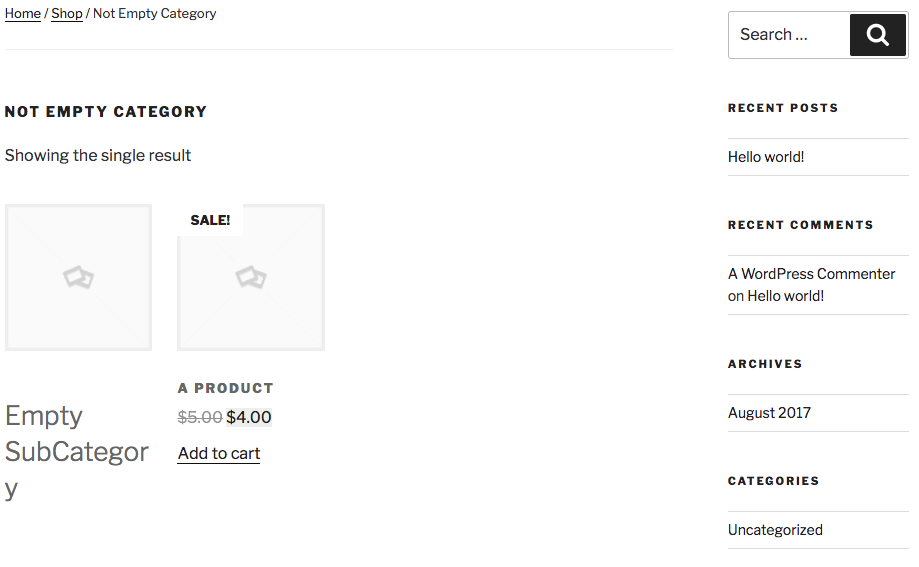 Home / Shop / Not Empty Category
NOT EMPTY CATEGORY
Showing the single result
Empty
SubCategor
y
SALE!
A PRODUCT
$5.00 $4.00
Add to cart
Search …
RECENT POSTS
Hello world!
RECENT COMMENTS
A WordPress Commenter
on Hello world!
ARCHIVES
August 2017
CATEGORIES
Uncategorized